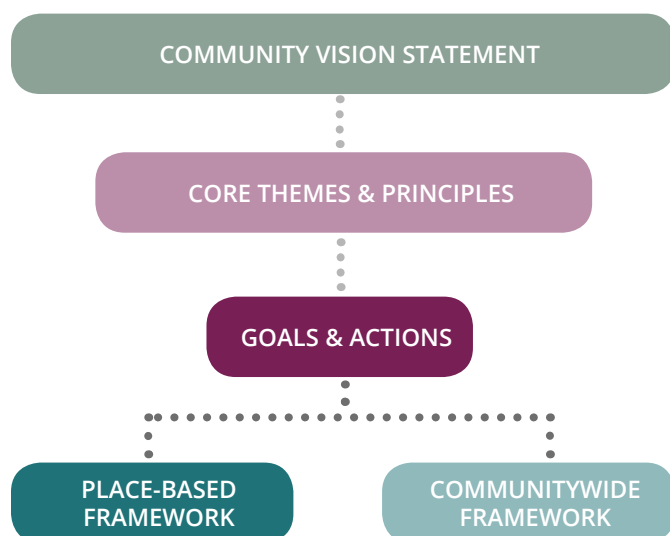 COMMUNITY VISION STATEMENT
CORE THEMES & PRINCIPLES
GOALS & ACTIONS
PLACE-BASED
FRAMEWORK
COMMUNITYWIDE
FRAMEWORK